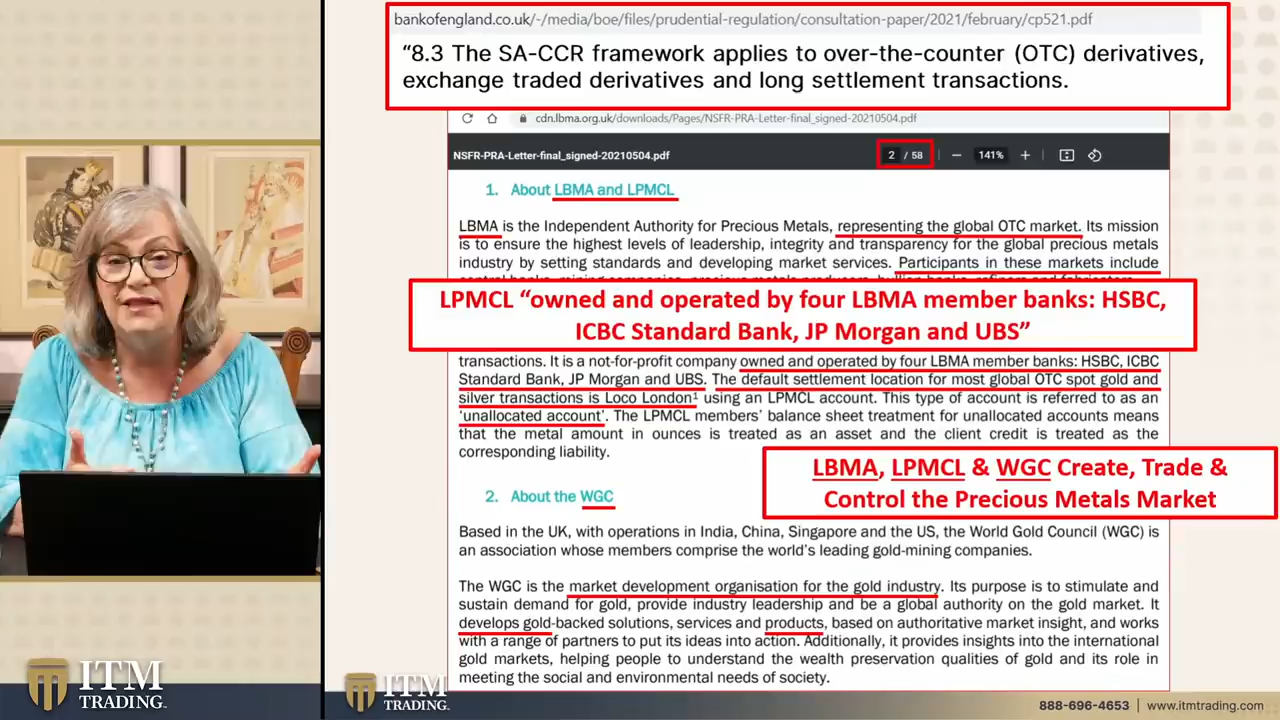 bankofengland.co.uk/-/media/boe/files/prudential-regulation/consultation-paper/2021/february/cp521.pdf
“8.3 The SA-CCR framework applies to over-the-counter (OTC) derivatives,
exchange traded derivatives and long settlement transactions.
cdn.lbma.org.uk/downloads/Pages/NSFR-PRA-Letter-final_signed-20210504.pdf
NSFR-PRA-Letter-final_signed-20210504.pdf 2 / 58 − 141% +
1. About LBMA and LPMCL
LBMA is the Independent Authority for Precious Metals, representing the global OTC market. Its mission
is to ensure the highest levels of leadership, integrity and transparency for the global precious metals
industry by setting standards and developing market services. Participants in these markets include
LPMCL “owned and operated by four LBMA member banks: HSBC,
ICBC Standard Bank, JP Morgan and UBS”
transactions. It is a not-for-profit company owned and operated by four LBMA member banks: HSBC, ICBC
Standard Bank, JP Morgan and UBS. The default settlement location for most global OTC spot gold and
silver transactions is Loco London¹ using an LPMCL account. This type of account is referred to as an
‘unallocated account’. The LPMCL members’ balance sheet treatment for unallocated accounts means
that the metal amount in ounces is treated as an asset and the client credit is treated as the
corresponding liability.
LBMA, LPMCL & WGC Create, Trade &
Control the Precious Metals Market
2. About the WGC
Based in the UK, with operations in India, China, Singapore and the US, the World Gold Council (WGC) is
an association whose members comprise the world’s leading gold-mining companies.
The WGC is the market development organisation for the gold industry. Its purpose is to stimulate and
sustain demand for gold, provide industry leadership and be a global authority on the gold market. It
develops gold-backed solutions, services and products, based on authoritative market insight, and works
with a range of partners to put its ideas into action. Additionally, it provides insights into the international
gold markets, helping people to understand the wealth preservation qualities of gold and its role in
meeting the social and environmental needs of society.
ITM
TRADING
ITM
TRADING
888-696-4653 | www.itmtrading.com